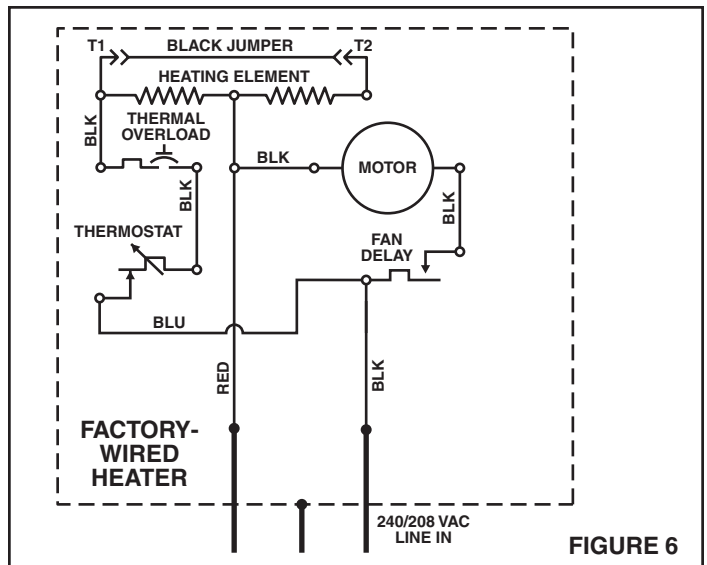 T1
BLACK JUMPER
T2
HEATING ELEMENT
BLK
THERMAL
OVERLOAD
BLK
MOTOR
BLK
BLK
THERMOSTAT
FAN
DELAY
BLU
RED
BLK
FACTORY-
WIRED
HEATER
240/208 VAC
LINE IN
FIGURE 6